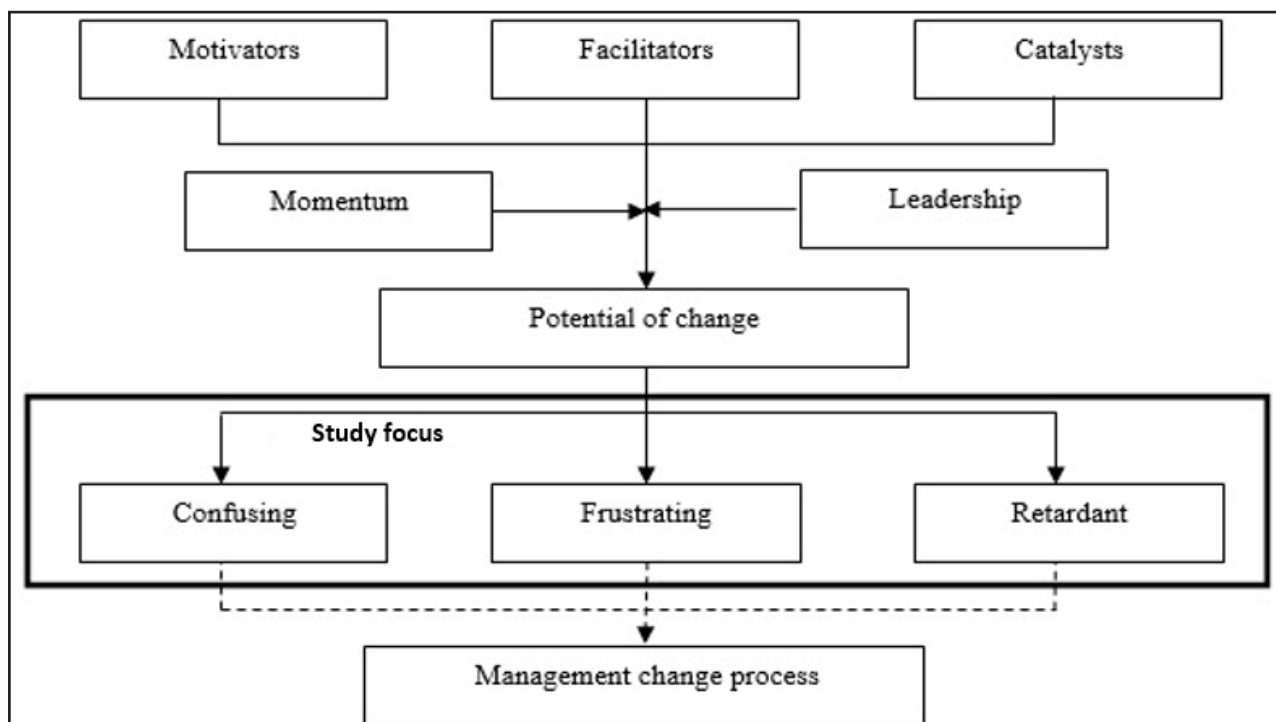 Motivators
Facilitators
Catalysts
Momentum
Leadership
Potential of change
Study focus
Confusing
Frustrating
Retardant
Management change process